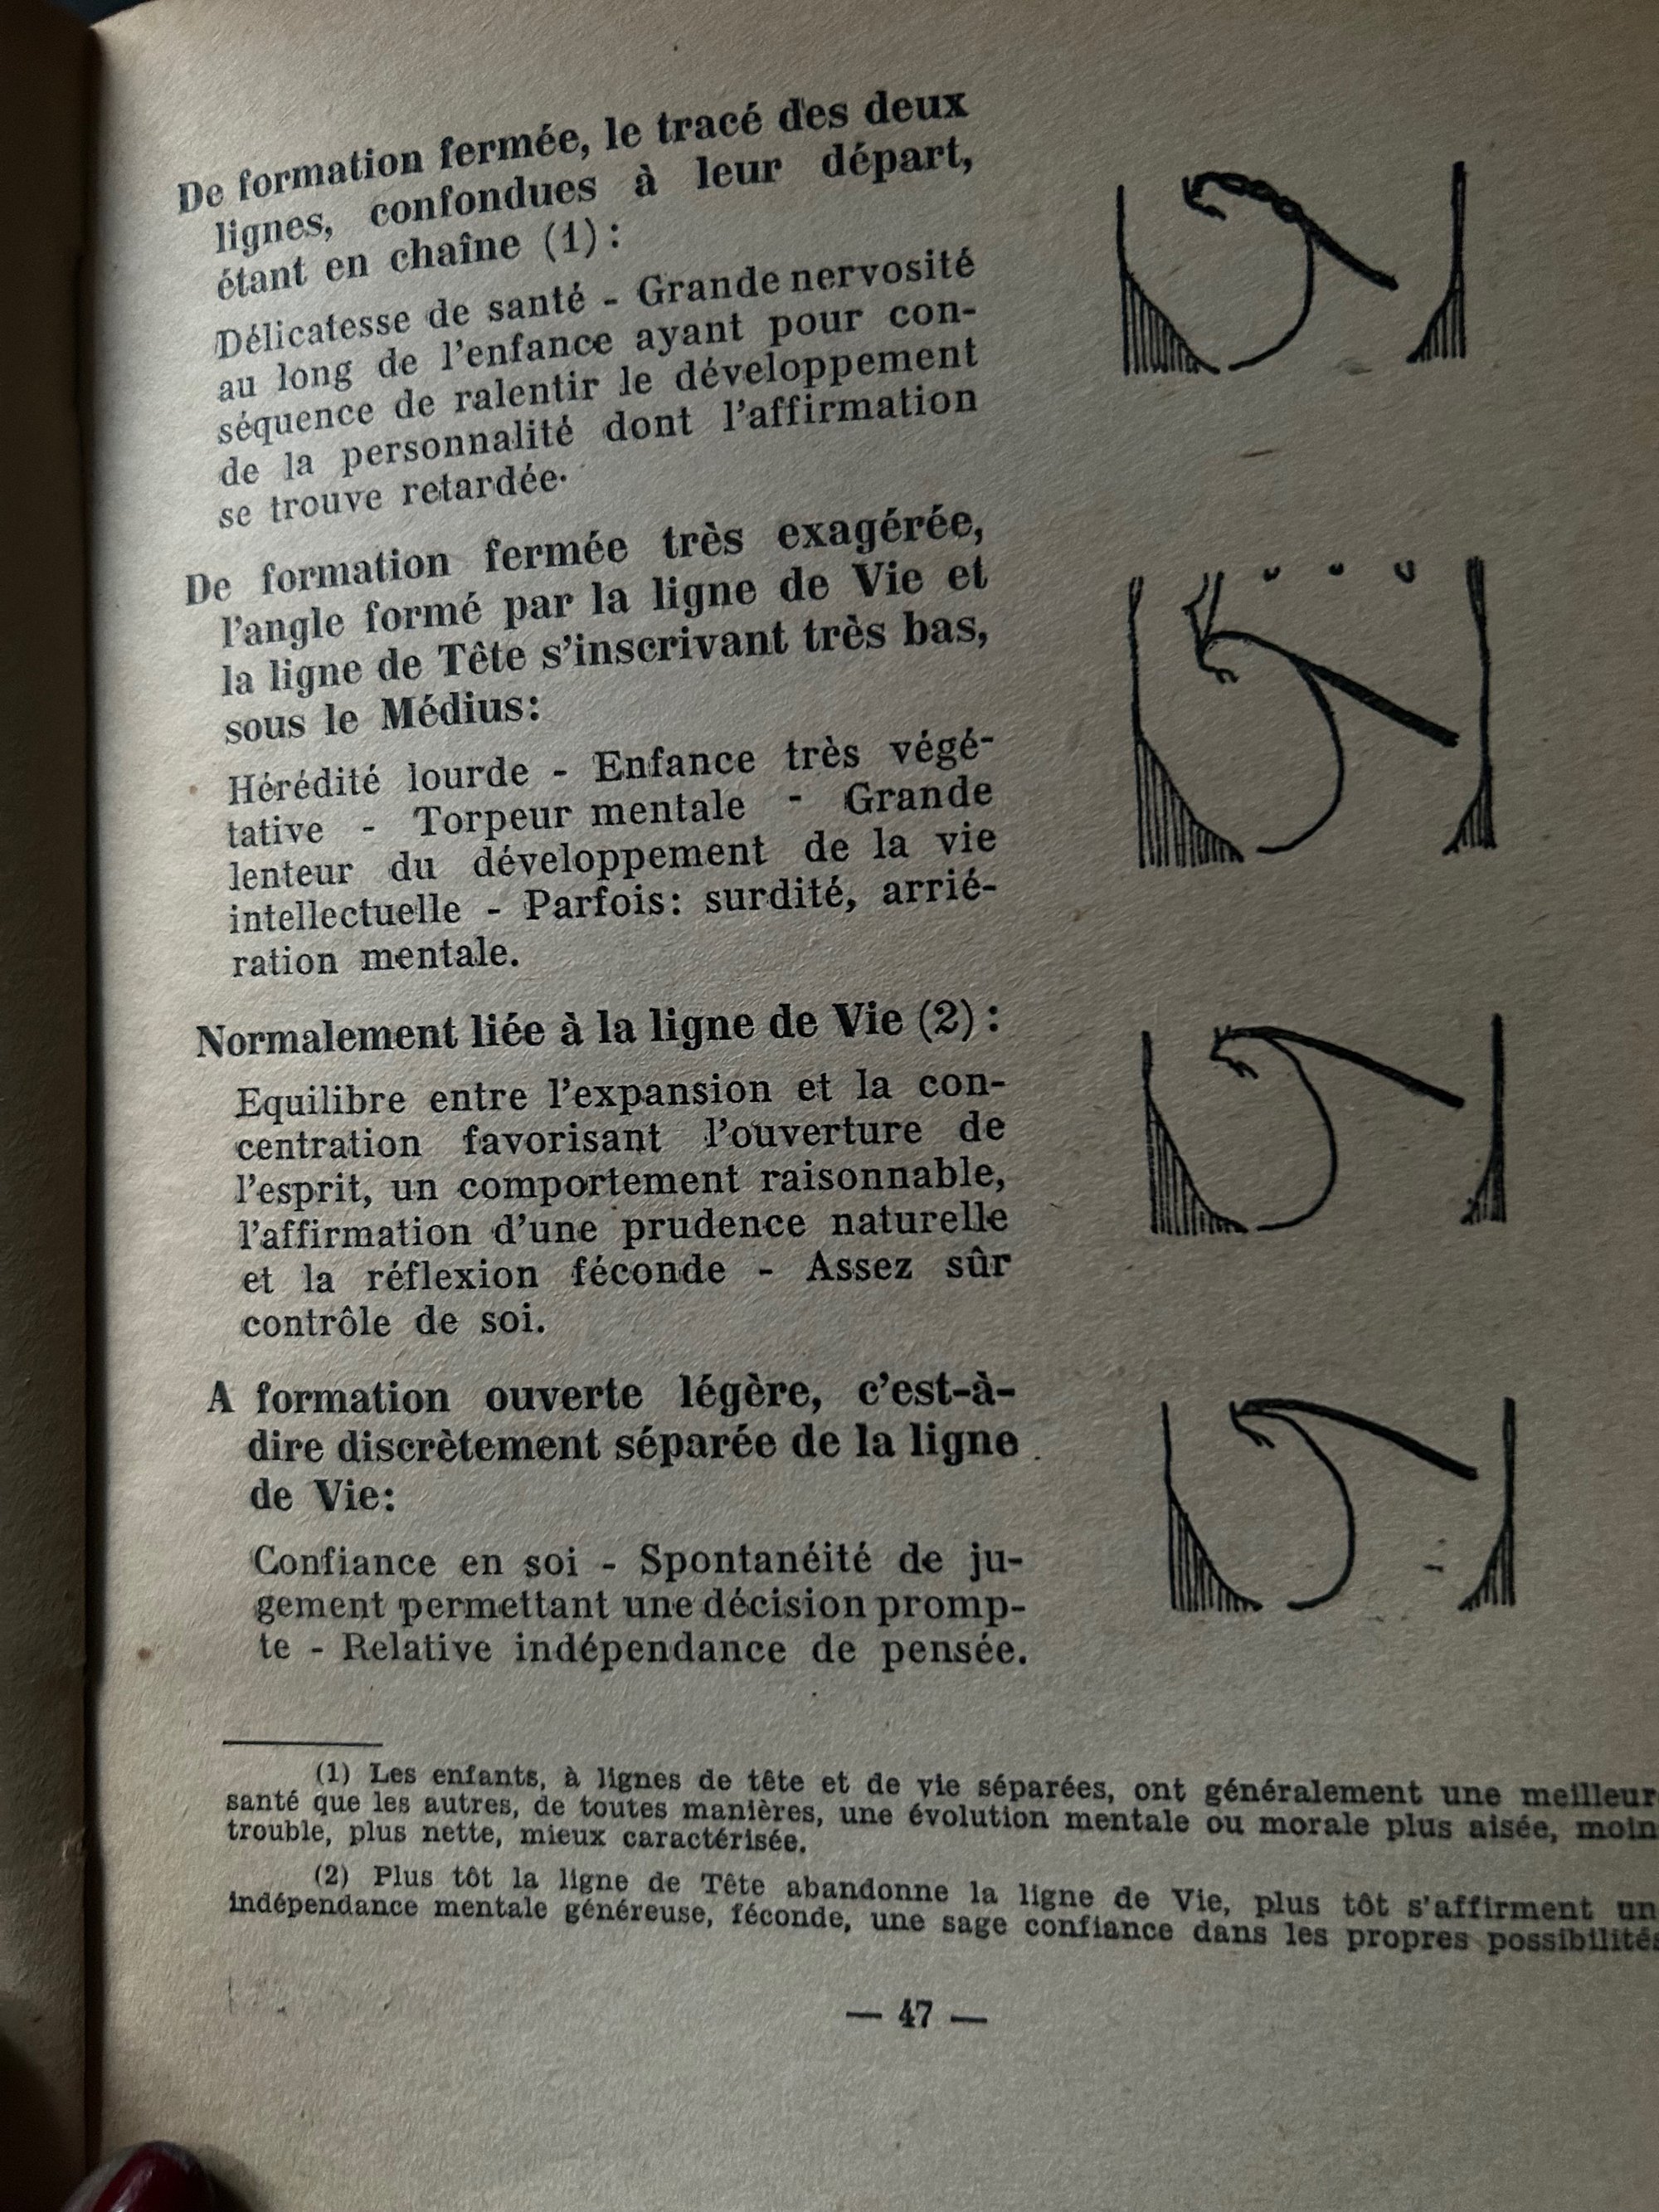 De formation fermée, le tracé des deux
lignes, confondues à leur départ,
étant en chaîne (1) :
Délicatesse de santé - Grande nervosité
au long de l'enfance ayant pour con-
séquence de ralentir le développement
de la personnalité dont l'affirmation
se trouve retardée.
De formation fermée très exagérée,
l'angle formé par la ligne de Vie et
la ligne de Tête s'inscrivant très bas,
sous le Médius:
Hérédité lourde - Enfance très végé-
tative - Torpeur mentale - Grande
lenteur du développement de la vie
intellectuelle - Parfois: surdité, arrié-
ration mentale.
Normalement liée à la ligne de Vie (2) :
Equilibre entre l'expansion et la con-
centration favorisant l'ouverture de
l'esprit, un comportement raisonnable,
l'affirmation d'une prudence naturelle
et la réflexion féconde - Assez sûr
contrôle de soi.
A formation ouverte légère, c'est-à-
dire discrètement séparée de la ligne
de Vie:
Confiance en soi - Spontanéité de ju-
gement permettant une décision promp-
te - Relative indépendance de pensée.
(1) Les enfants, à lignes de tête et de vie séparées, ont généralement une meilleur
santé que les autres, de toutes manières, une évolution mentale ou morale plus aisée, moin
trouble, plus nette, mieux caractérisée.
(2) Plus tôt la ligne de Tête abandonne la ligne de Vie, plus tôt s'affirment un
indépendance mentale généreuse, féconde, une sage confiance dans les propres possibilités
— 47 —